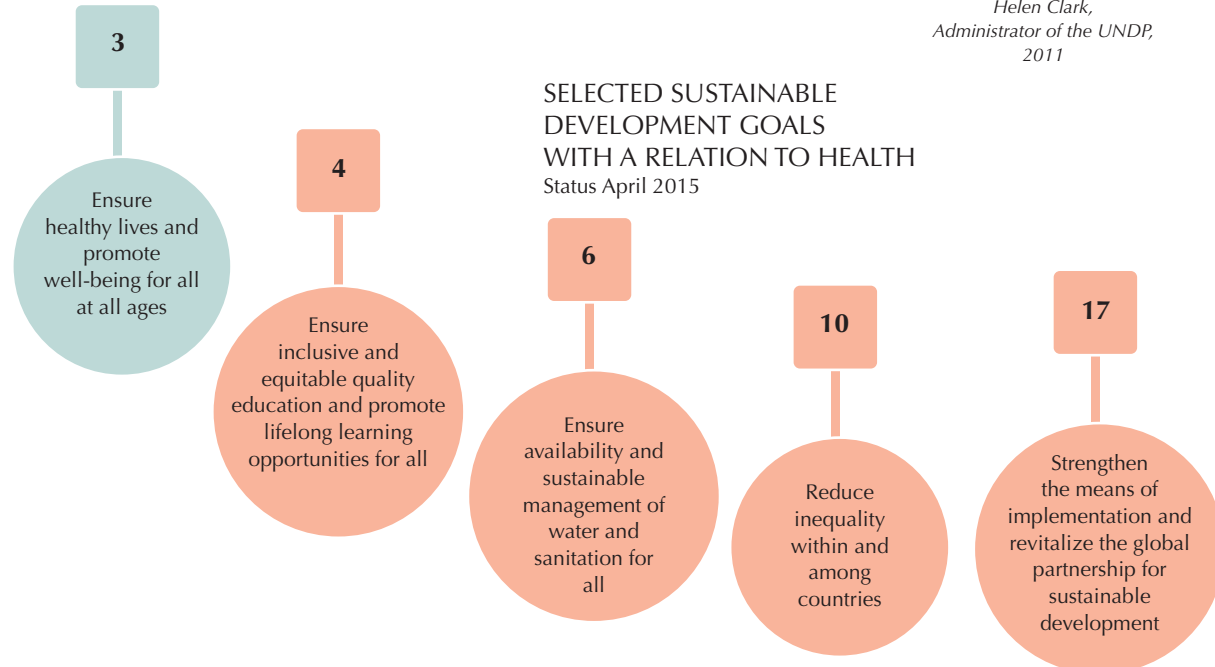 Helen Clark,
Administrator of the UNDP,
2011
SELECTED SUSTAINABLE
DEVELOPMENT GOALS
WITH A RELATION TO HEALTH
Status April 2015
3
Ensure
healthy lives and
promote
well-being for all
at all ages
4
Ensure
inclusive and
equitable quality
education and promote
lifelong learning
opportunities for all
6
Ensure
availability and
sustainable
management of
water and
sanitation for
all
10
Reduce
inequality
within and
among
countries
17
Strengthen
the means of
implementation and
revitalize the global
partnership for
sustainable
development